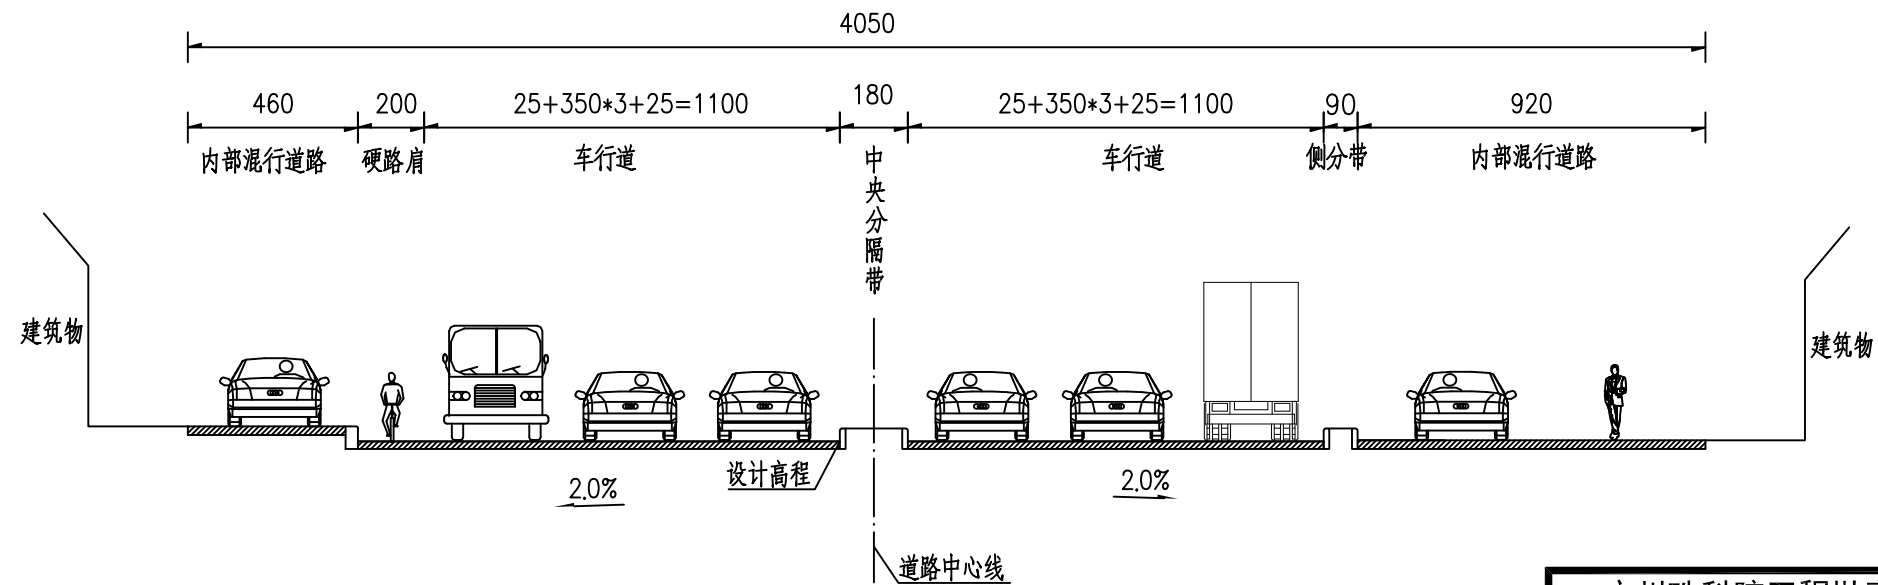 4050
460
200
25+350*3+25=1100
180
25+350*3+25=1100
90
920
内部混行道路
硬路肩
车行道
中央分隔带
车行道
侧分带
内部混行道路
建筑物
建筑物
设计高程
2.0%
2.0%
道路中心线